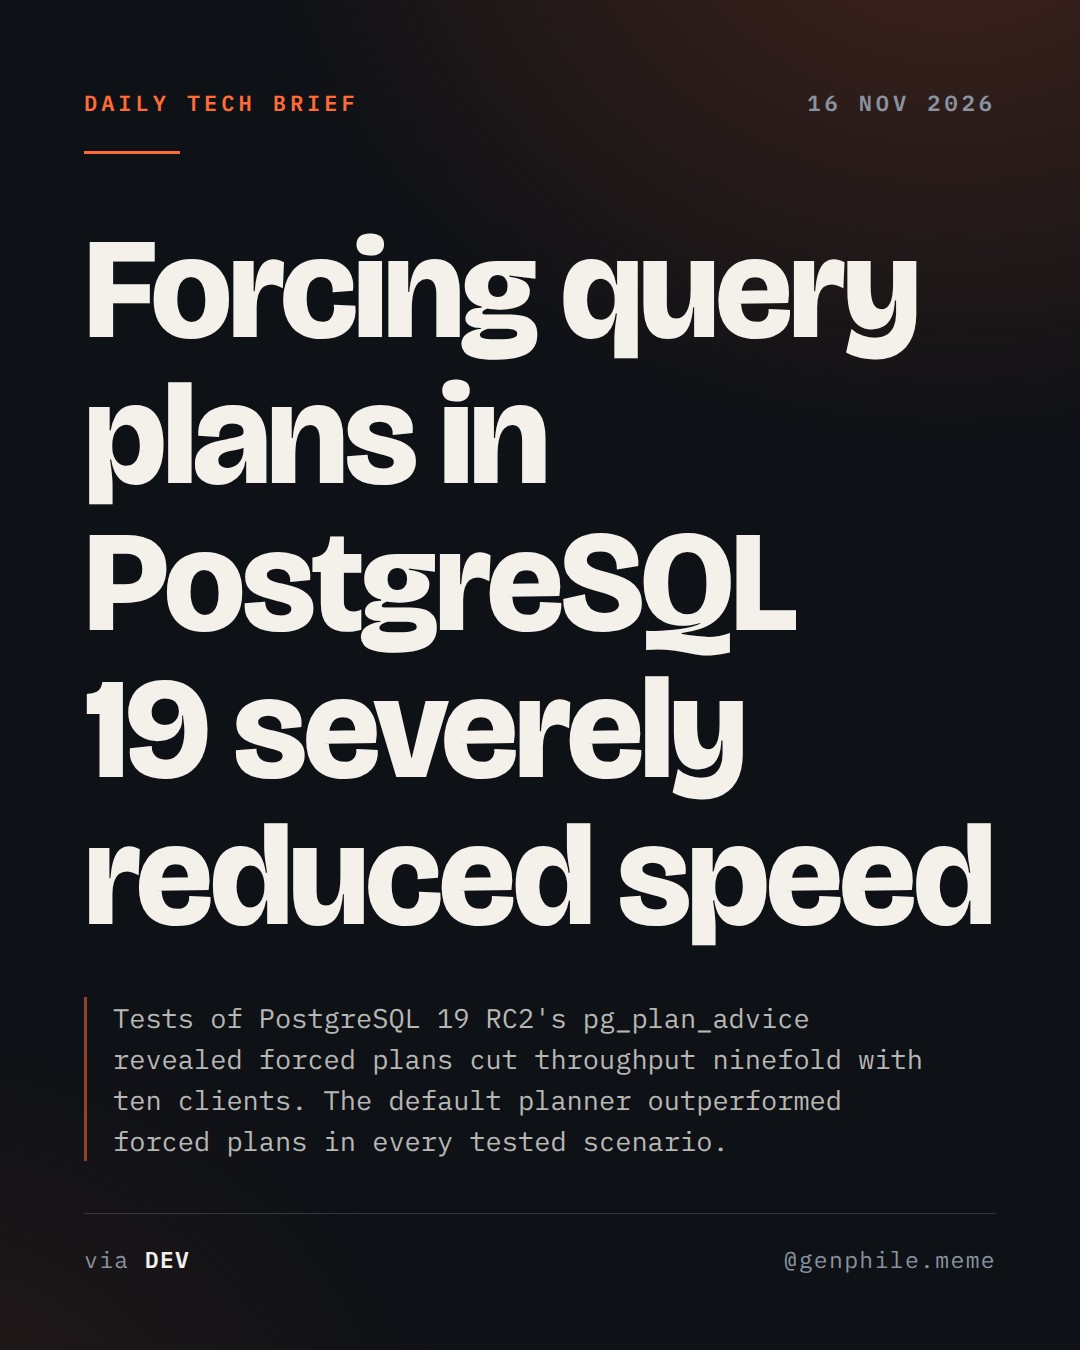 DAILY TECH BRIEF
16 NOV 2026
Forcing query
plans in
PostgreSQL
19 severely
reduced speed
Tests of PostgreSQL 19 RC2's pg_plan_advice
revealed forced plans cut throughput ninefold with
ten clients. The default planner outperformed
forced plans in every tested scenario.
via DEV
@genphile.meme